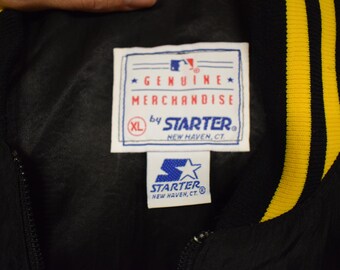 ★ GENUINE ★
MERCHANDISE
XL by STARTER®
NEW HAVEN, CT.
STARTER®
NEW HAVEN, CT.